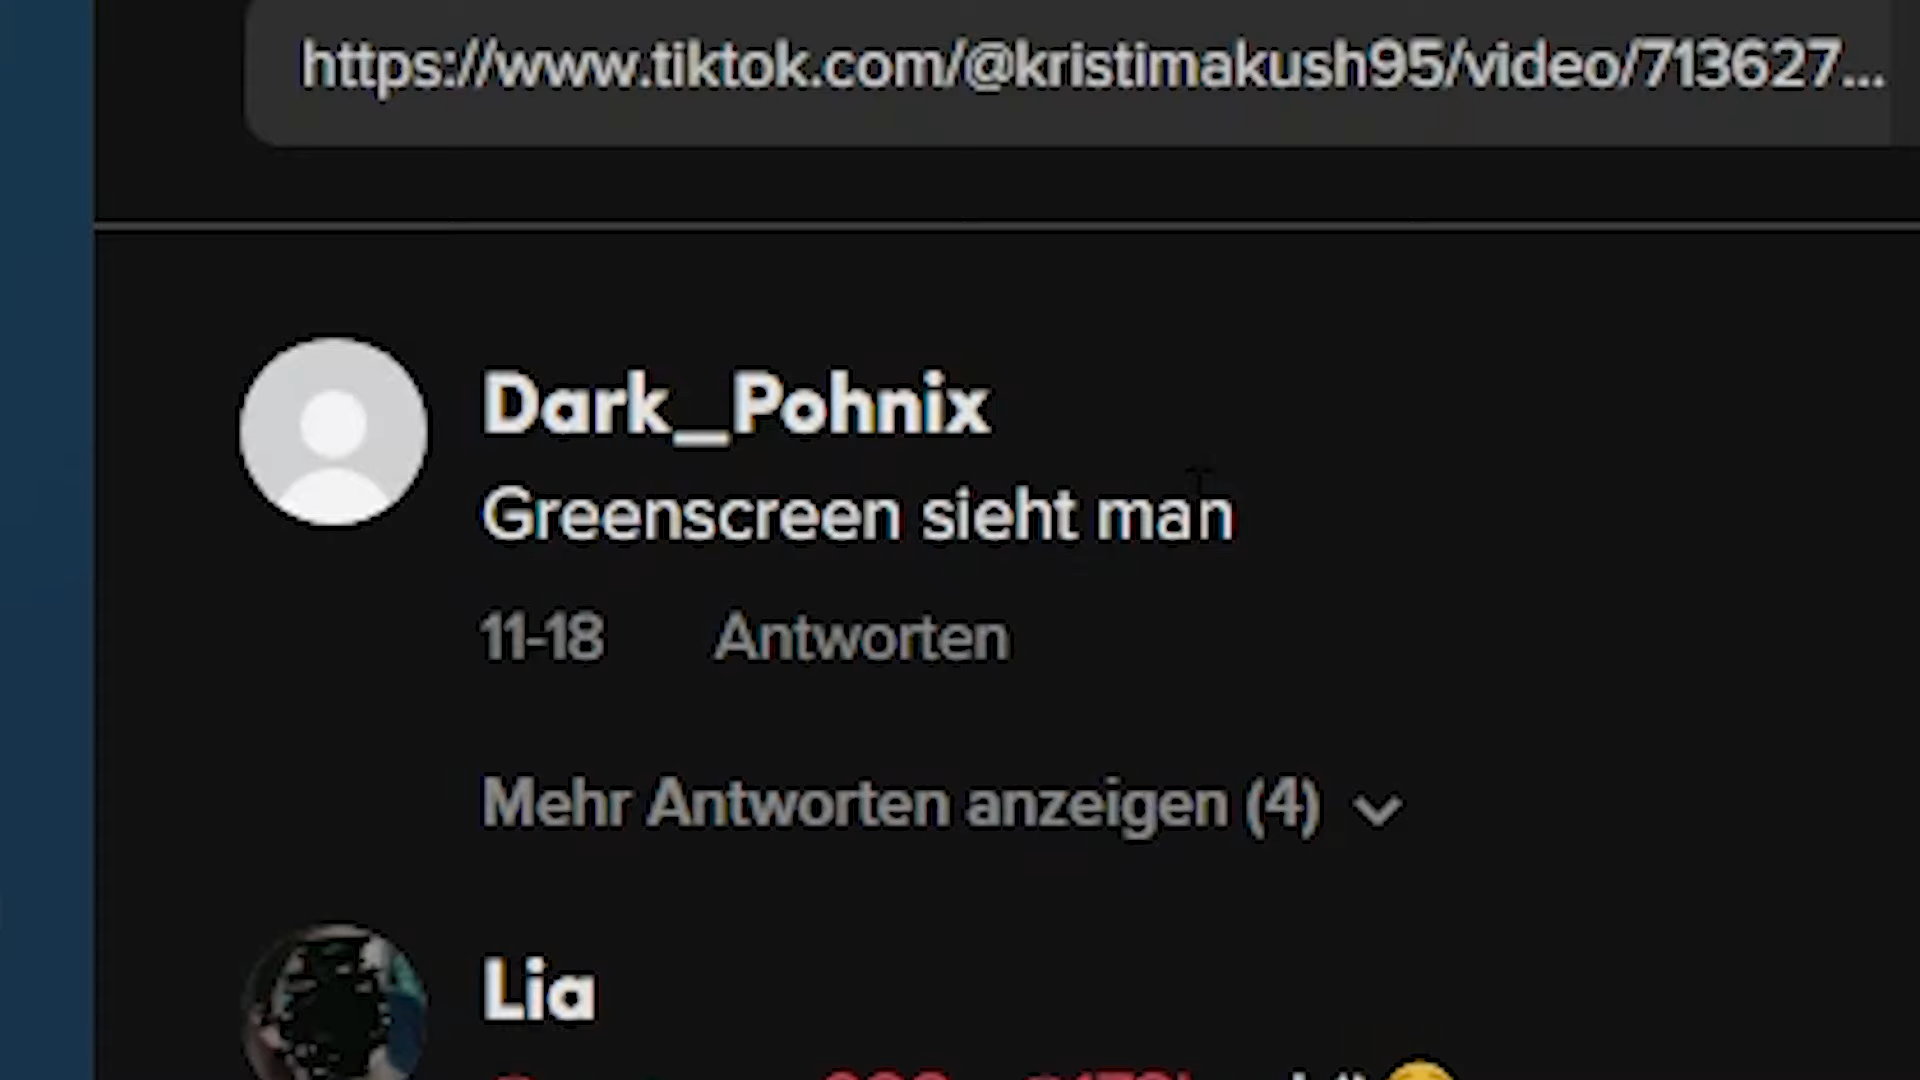 https://www.tiktok.com/@kristimakush95/video/713627...
Dark_Pohnix
Greenscreen sieht man
11-18 Antworten
Mehr Antworten anzeigen (4)
Lia